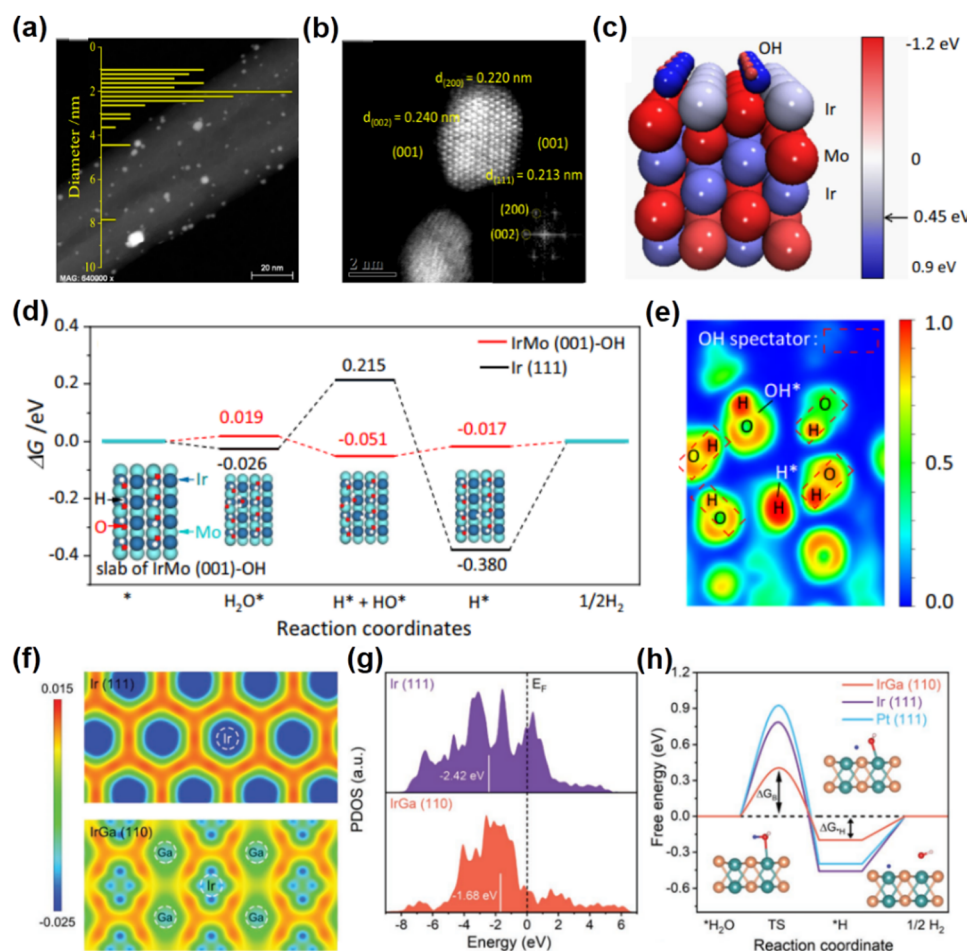 (a)
0
2
4
6
8
10
Diameter /nm
MAG: 640000 x
20 nm
(b)
d(200) = 0.220 nm
d(002) = 0.240 nm
(001)
(001)
d(211) = 0.213 nm
(200)
(002)
2 nm
(c)
OH
Ir
Mo
Ir
-1.2 eV
0
0.45 eV
0.9 eV
(d)
0.4
0.2
0.0
-0.2
-0.4
ΔG /eV
IrMo (001)-OH
Ir (111)
0.215
0.019
-0.051
-0.017
-0.026
-0.380
H
O
Ir
Mo
slab of IrMo (001)-OH
*
H₂O*
H* + HO*
H*
1/2H₂
Reaction coordinates
(e)
OH spectator:
OH*
H
O
O
H
H
O
H*
H
O
H
H
O
1.0
0.5
0.0
(f)
0.015
-0.025
Ir (111)
Ir
IrGa (110)
Ga
Ga
Ir
Ga
Ga
(g)
Ir (111)
E_F
-2.42 eV
IrGa (110)
-1.68 eV
PDOS (a.u.)
-8 -6 -4 -2 0 2 4 6
Energy (eV)
(h)
1.2
0.9
0.6
0.3
0.0
-0.3
-0.6
Free energy (eV)
IrGa (110)
Ir (111)
Pt (111)
ΔG_B
ΔG*H
*H₂O
TS
*H
1/2 H₂
Reaction coordinate